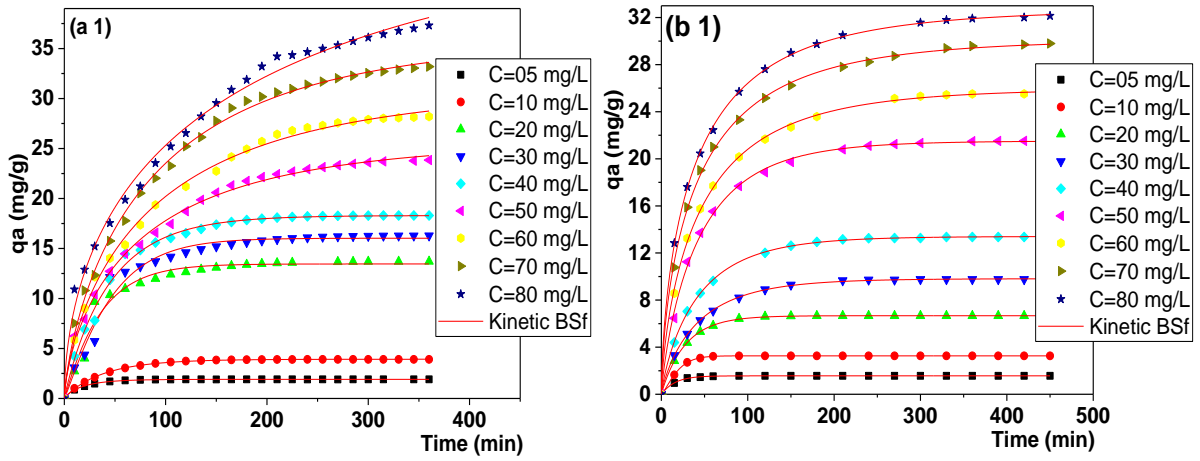 (a 1)
qa (mg/g)
35
30
25
20
15
10
5
0
0
100
200
300
400
Time (min)
C=05 mg/L
C=10 mg/L
C=20 mg/L
C=30 mg/L
C=40 mg/L
C=50 mg/L
C=60 mg/L
C=70 mg/L
C=80 mg/L
Kinetic BSf
(b 1)
qa (mg/g)
32
28
24
20
16
12
8
4
0
0
100
200
300
400
500
Time (min)
C=05 mg/L
C=10 mg/L
C=20 mg/L
C=30 mg/L
C=40 mg/L
C=50 mg/L
C=60 mg/L
C=70 mg/L
C=80 mg/L
Kinetic BSf